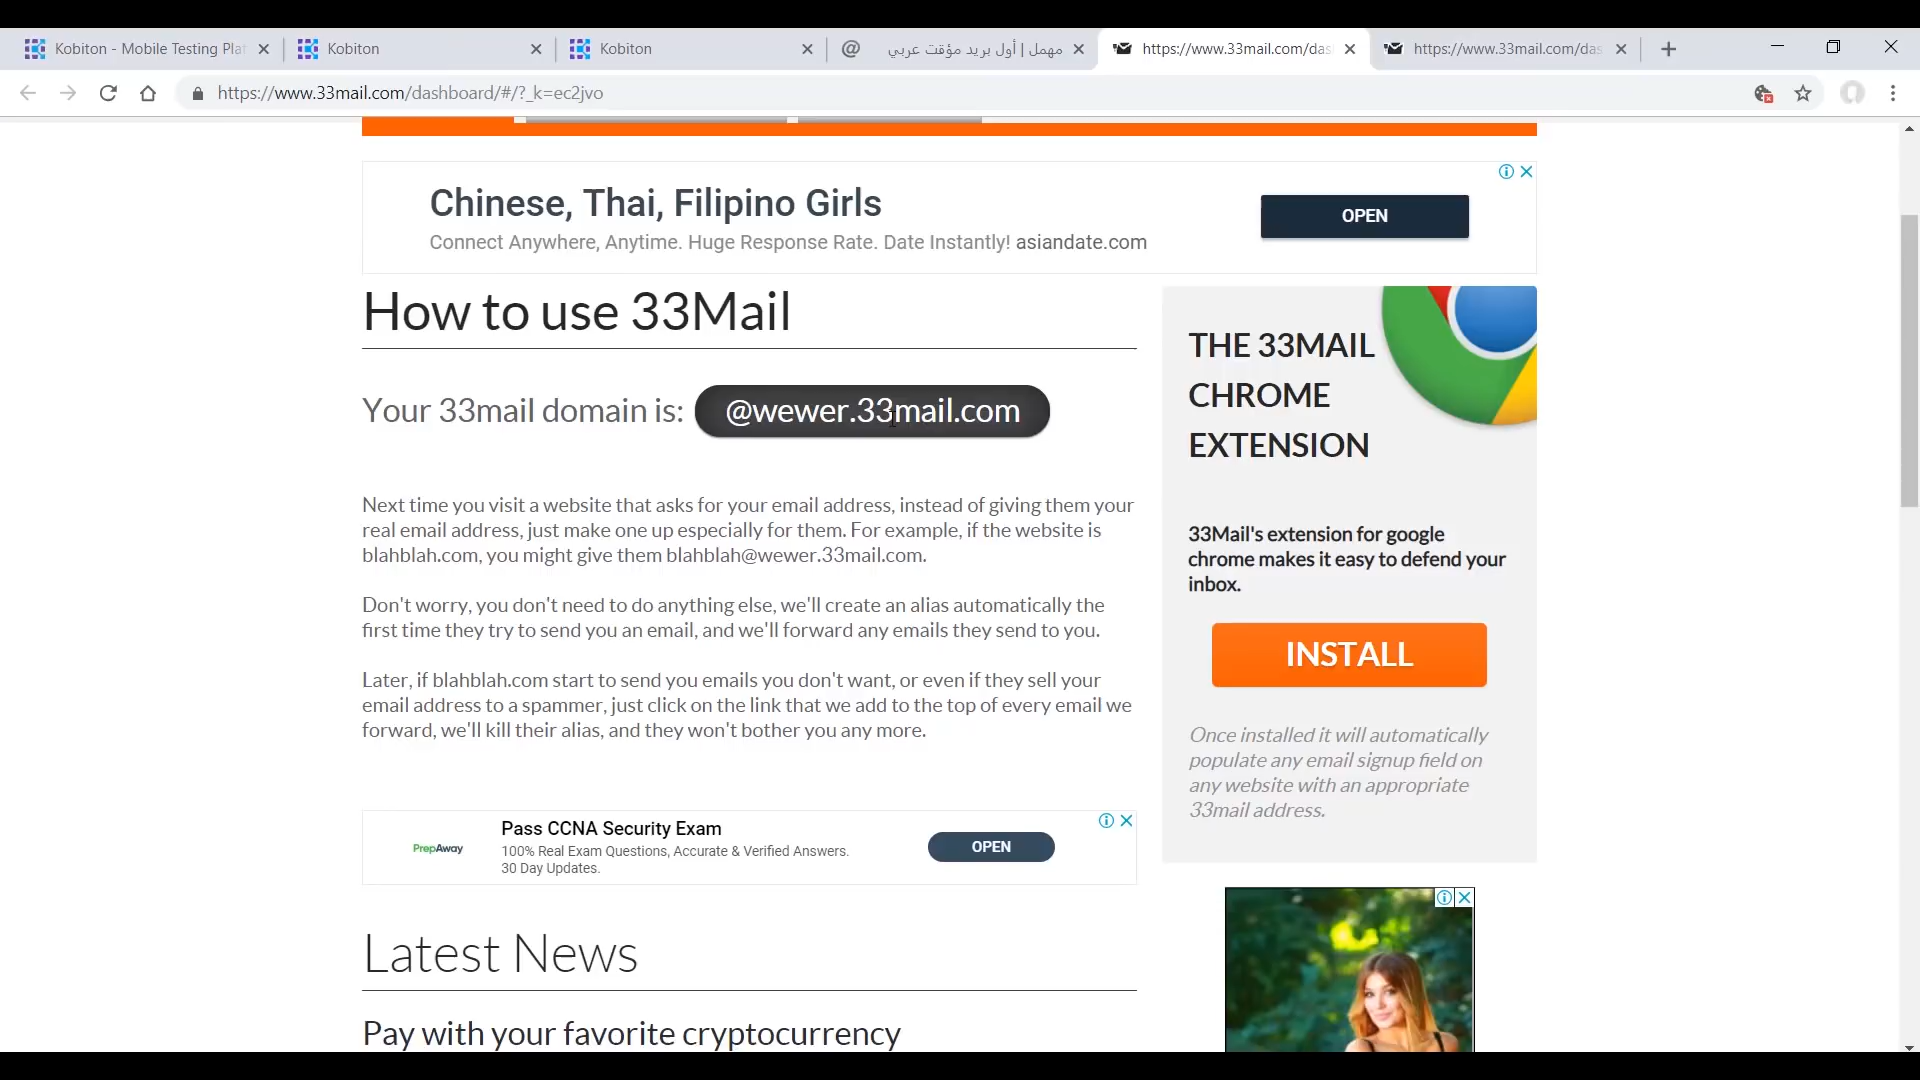 Kobiton - Mobile Testing Plat
Kobiton
Kobiton
مهمل | أول بريد مؤقت عربي
https://www.33mail.com/das
https://www.33mail.com/das
https://www.33mail.com/dashboard/#/?_k=ec2jvo
Chinese, Thai, Filipino Girls
Connect Anywhere, Anytime. Huge Response Rate. Date Instantly! asiandate.com
OPEN
How to use 33Mail
Your 33mail domain is: @wewer.33mail.com
Next time you visit a website that asks for your email address, instead of giving them your
real email address, just make one up especially for them. For example, if the website is
blahblah.com, you might give them blahblah@wewer.33mail.com.
Don't worry, you don't need to do anything else, we'll create an alias automatically the
first time they try to send you an email, and we'll forward any emails they send to you.
Later, if blahblah.com start to send you emails you don't want, or even if they sell your
email address to a spammer, just click on the link that we add to the top of every email we
forward, we'll kill their alias, and they won't bother you any more.
THE 33MAIL
CHROME
EXTENSION
33Mail's extension for google
chrome makes it easy to defend your
inbox.
INSTALL
Once installed it will automatically
populate any email signup field on
any website with an appropriate
33mail address.
PrepAway
Pass CCNA Security Exam
100% Real Exam Questions, Accurate & Verified Answers.
30 Day Updates.
OPEN
Latest News
Pay with your favorite cryptocurrency